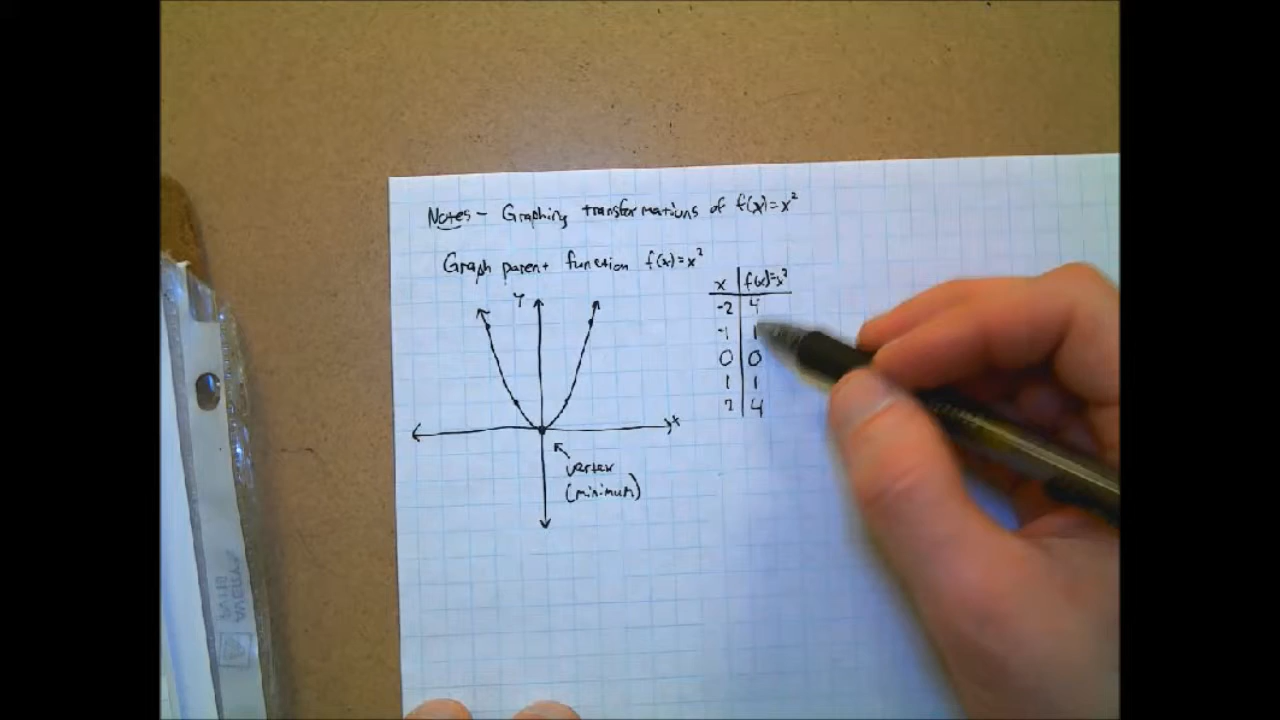 Notes - Graphing transformations of f(x)=x²
Graph parent function f(x)=x²
x f(x)=x²
-2 4
-1 1
0 0
1 1
2 4
Y
x
vertex
(minimum)